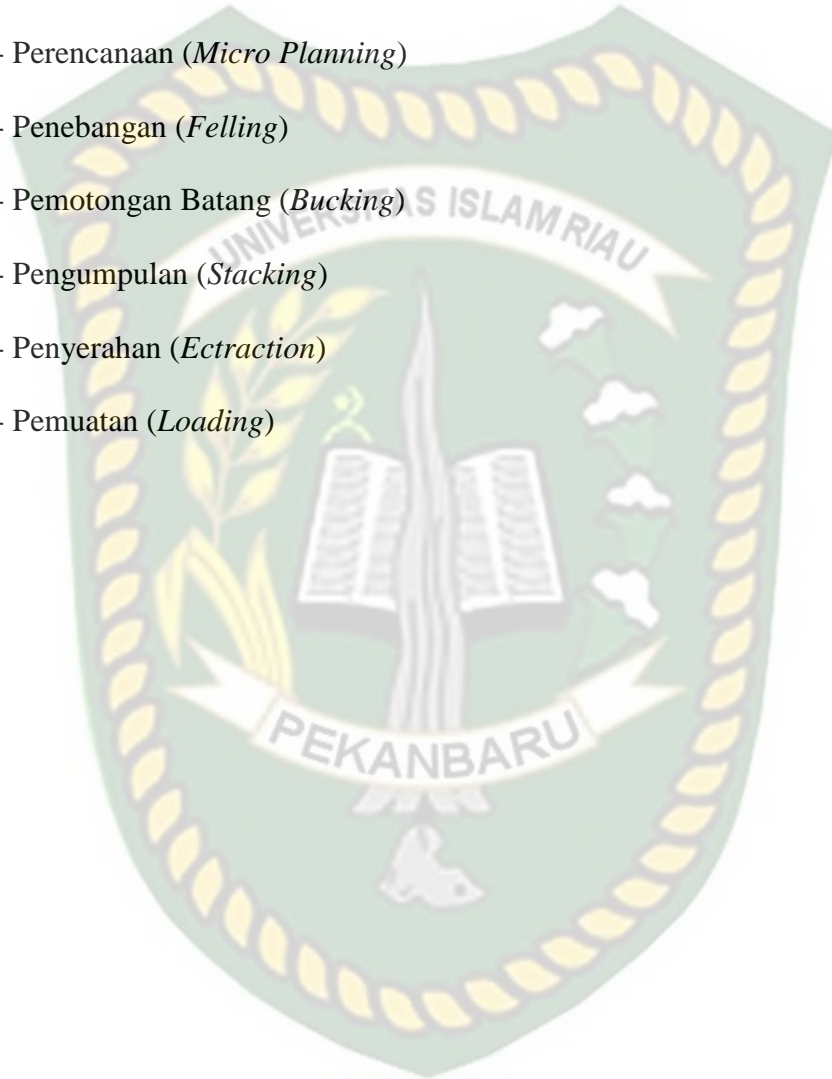 - Perencanaan (Micro Planning)
- Penebangan (Felling)
- Pemotongan Batang (Bucking)
UNIVERSITAS ISLAM RIAU
- Pengumpulan (Stacking)
- Penyerahan (Ectraction)
- Pemuatan (Loading)
PEKANBARU